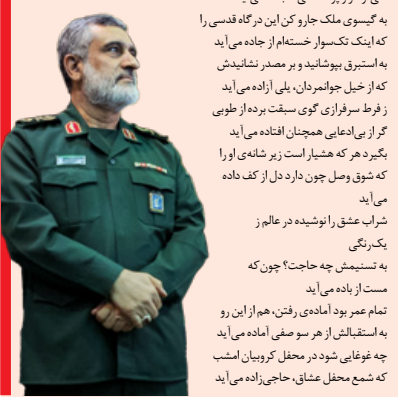 به گیسوی ملک جارو کن این درگاه قدسی را
که اینک تک‌سوار خسته‌ام از جاده می‌آید
به استبرق بپوشانید و بر مصدر نشانیدش
که از خیل جوانمردان، یلی آزاده می‌آید
ز فرط سرفرازی گوی سبقت برده از طوبی
گر از بی‌ادعایی همچنان افتاده می‌آید
بگیرد هر که هشیار است زیر شانه‌ی او را
که شوق وصل چون دارد دل از کف داده
می‌آید
شراب عشق را نوشیده در عالم ز
یک‌رنگی
به تسنیمش چه حاجت؟ چون‌که
مست از باده می‌آید
تمام عمر بود آماده‌ی رفتن، هم از این رو
به استقبالش از هر سو صفی آماده می‌آید
چه غوغایی شود در محفل کروبیان امشب
که شمع محفل عشاق، حاجی‌زاده می‌آید